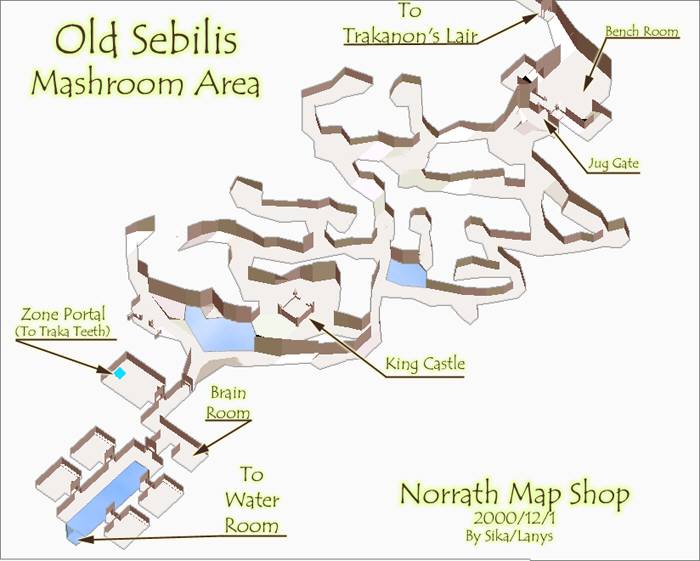 Old Sebilis
Mashroom Area
To
Trakanon's Lair
Bench Room
Jug Gate
Zone Portal
(To Traka Teeth)
King Castle
Brain
Room
To
Water
Room
Norrath Map Shop
2000/12/1
By Sika/Lanys